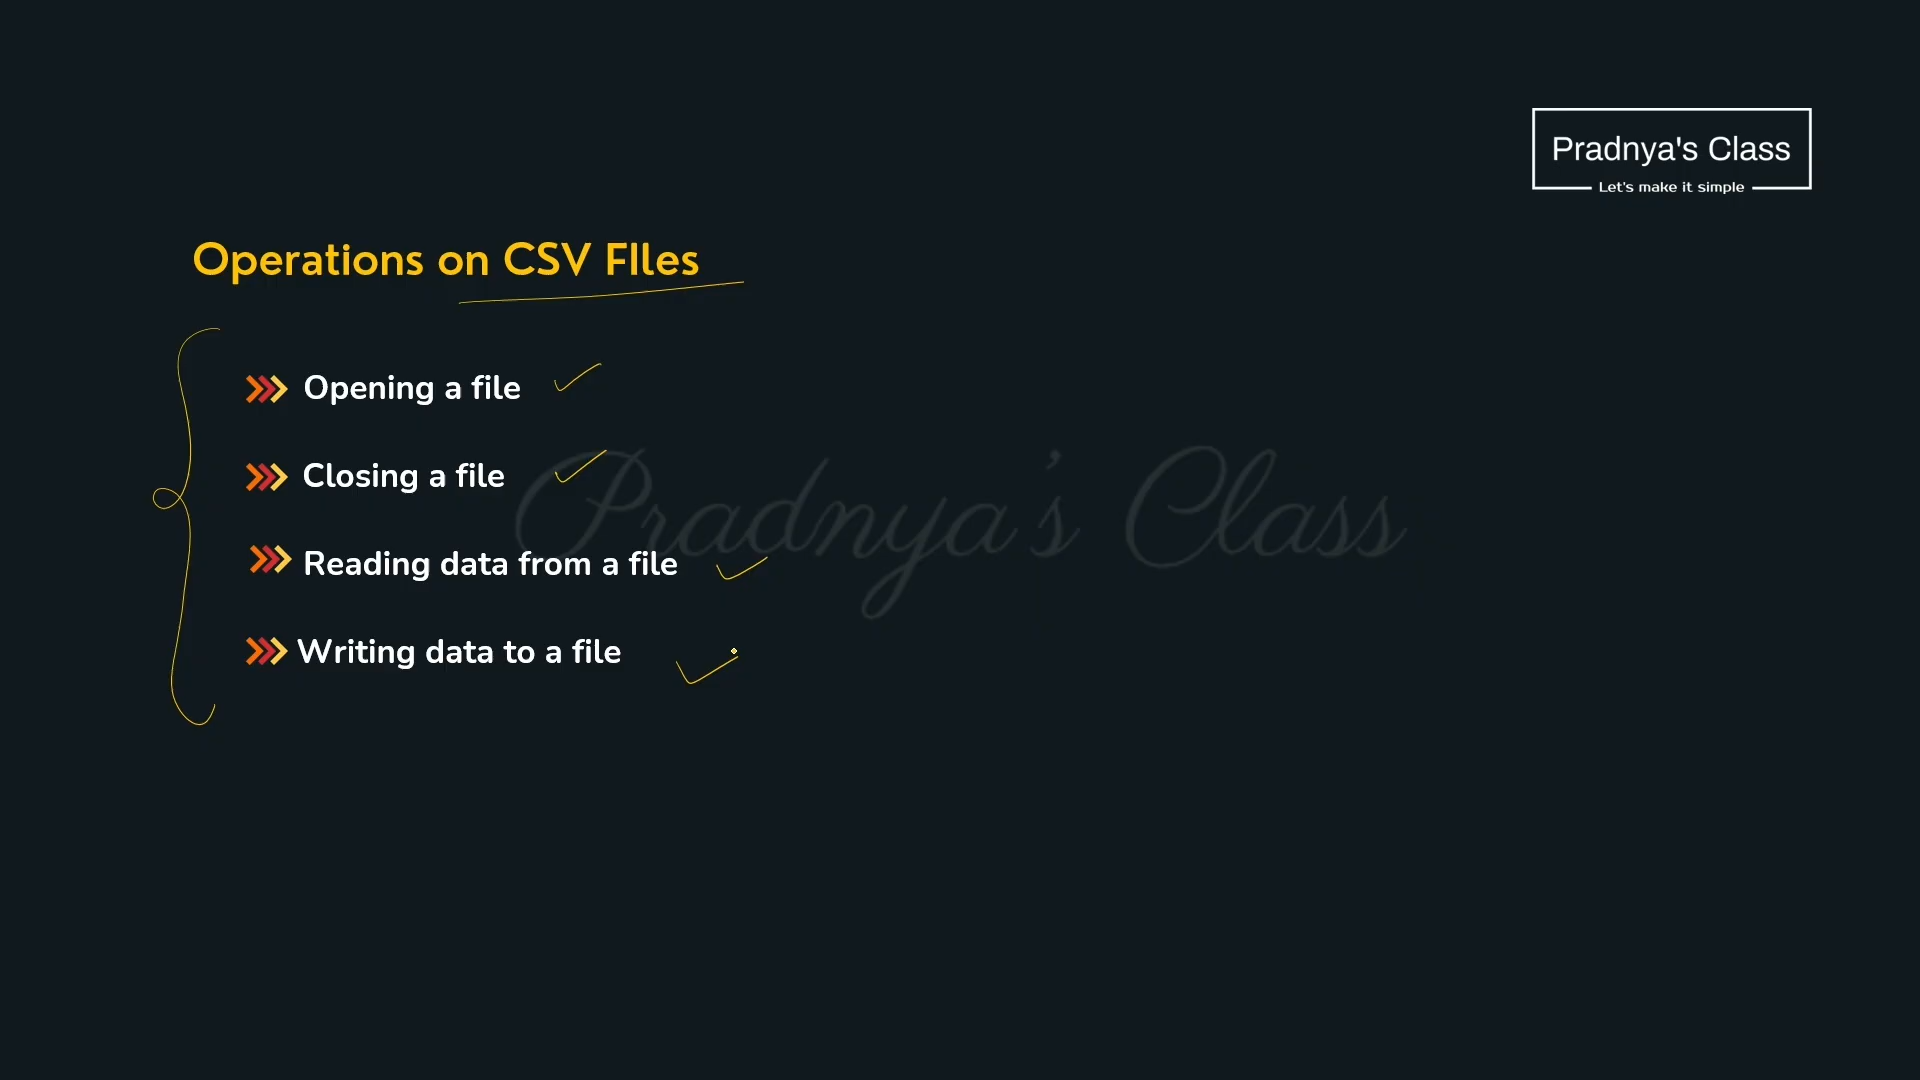 Pradnya's Class
Let's make it simple
Operations on CSV FIles
Opening a file
Closing a file
Pradnya's Class
Reading data from a file
Writing data to a file